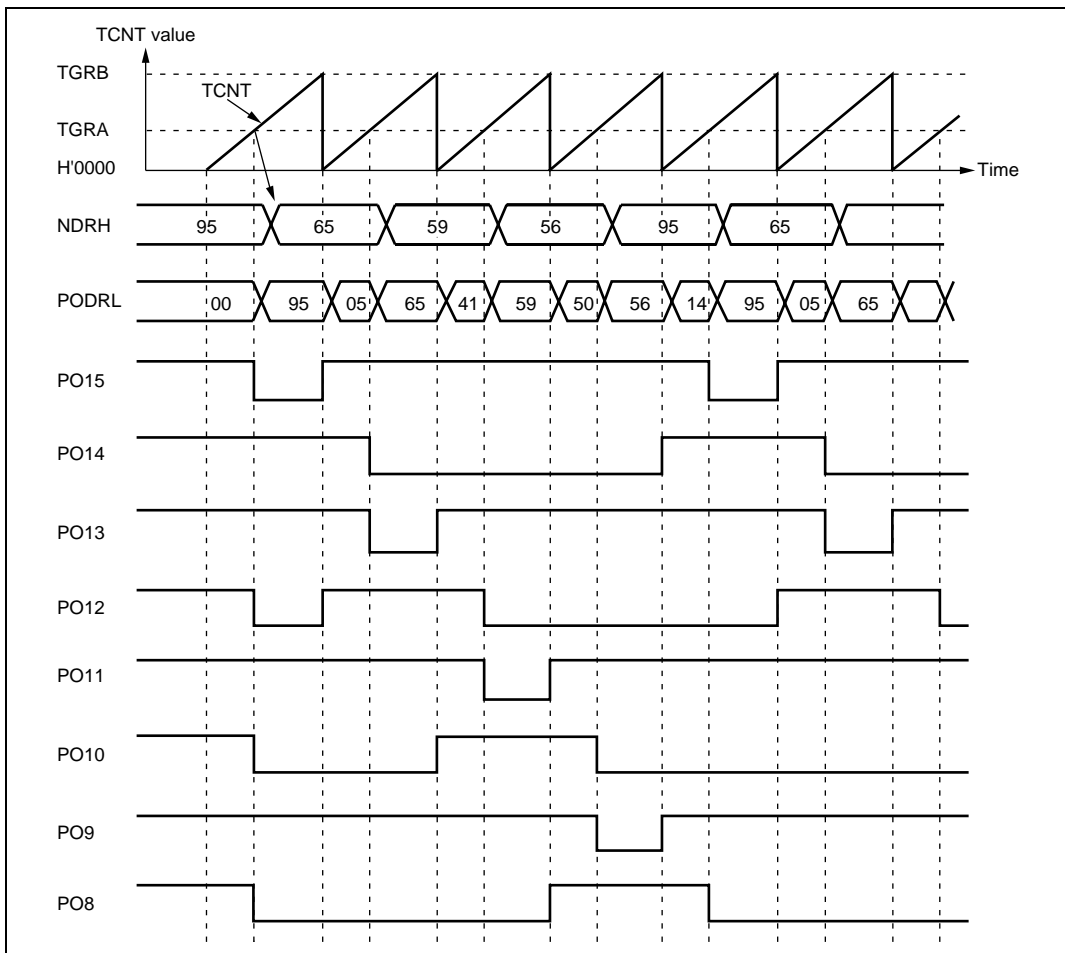 TCNT value
TGRB
TCNT
TGRA
H'0000
Time
NDRH 95 65 59 56 95 65
PODRL 00 95 05 65 41 59 50 56 14 95 05 65
PO15
PO14
PO13
PO12
PO11
PO10
PO9
PO8